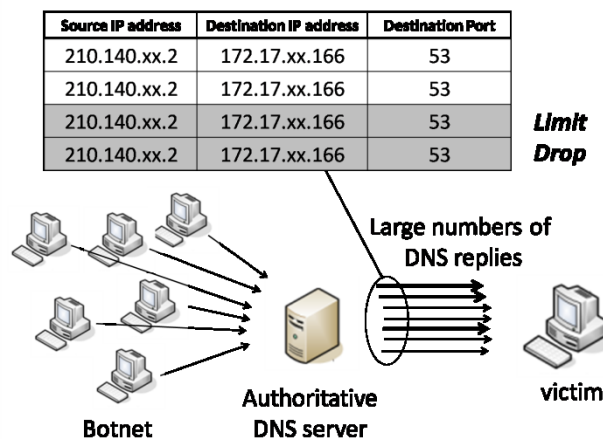 Source IP address Destination IP address Destination Port
210.140.xx.2 172.17.xx.166 53
210.140.xx.2 172.17.xx.166 53
210.140.xx.2 172.17.xx.166 53
210.140.xx.2 172.17.xx.166 53
Limit
Drop
Large numbers of
DNS replies
Authoritative
DNS server
victim
Botnet